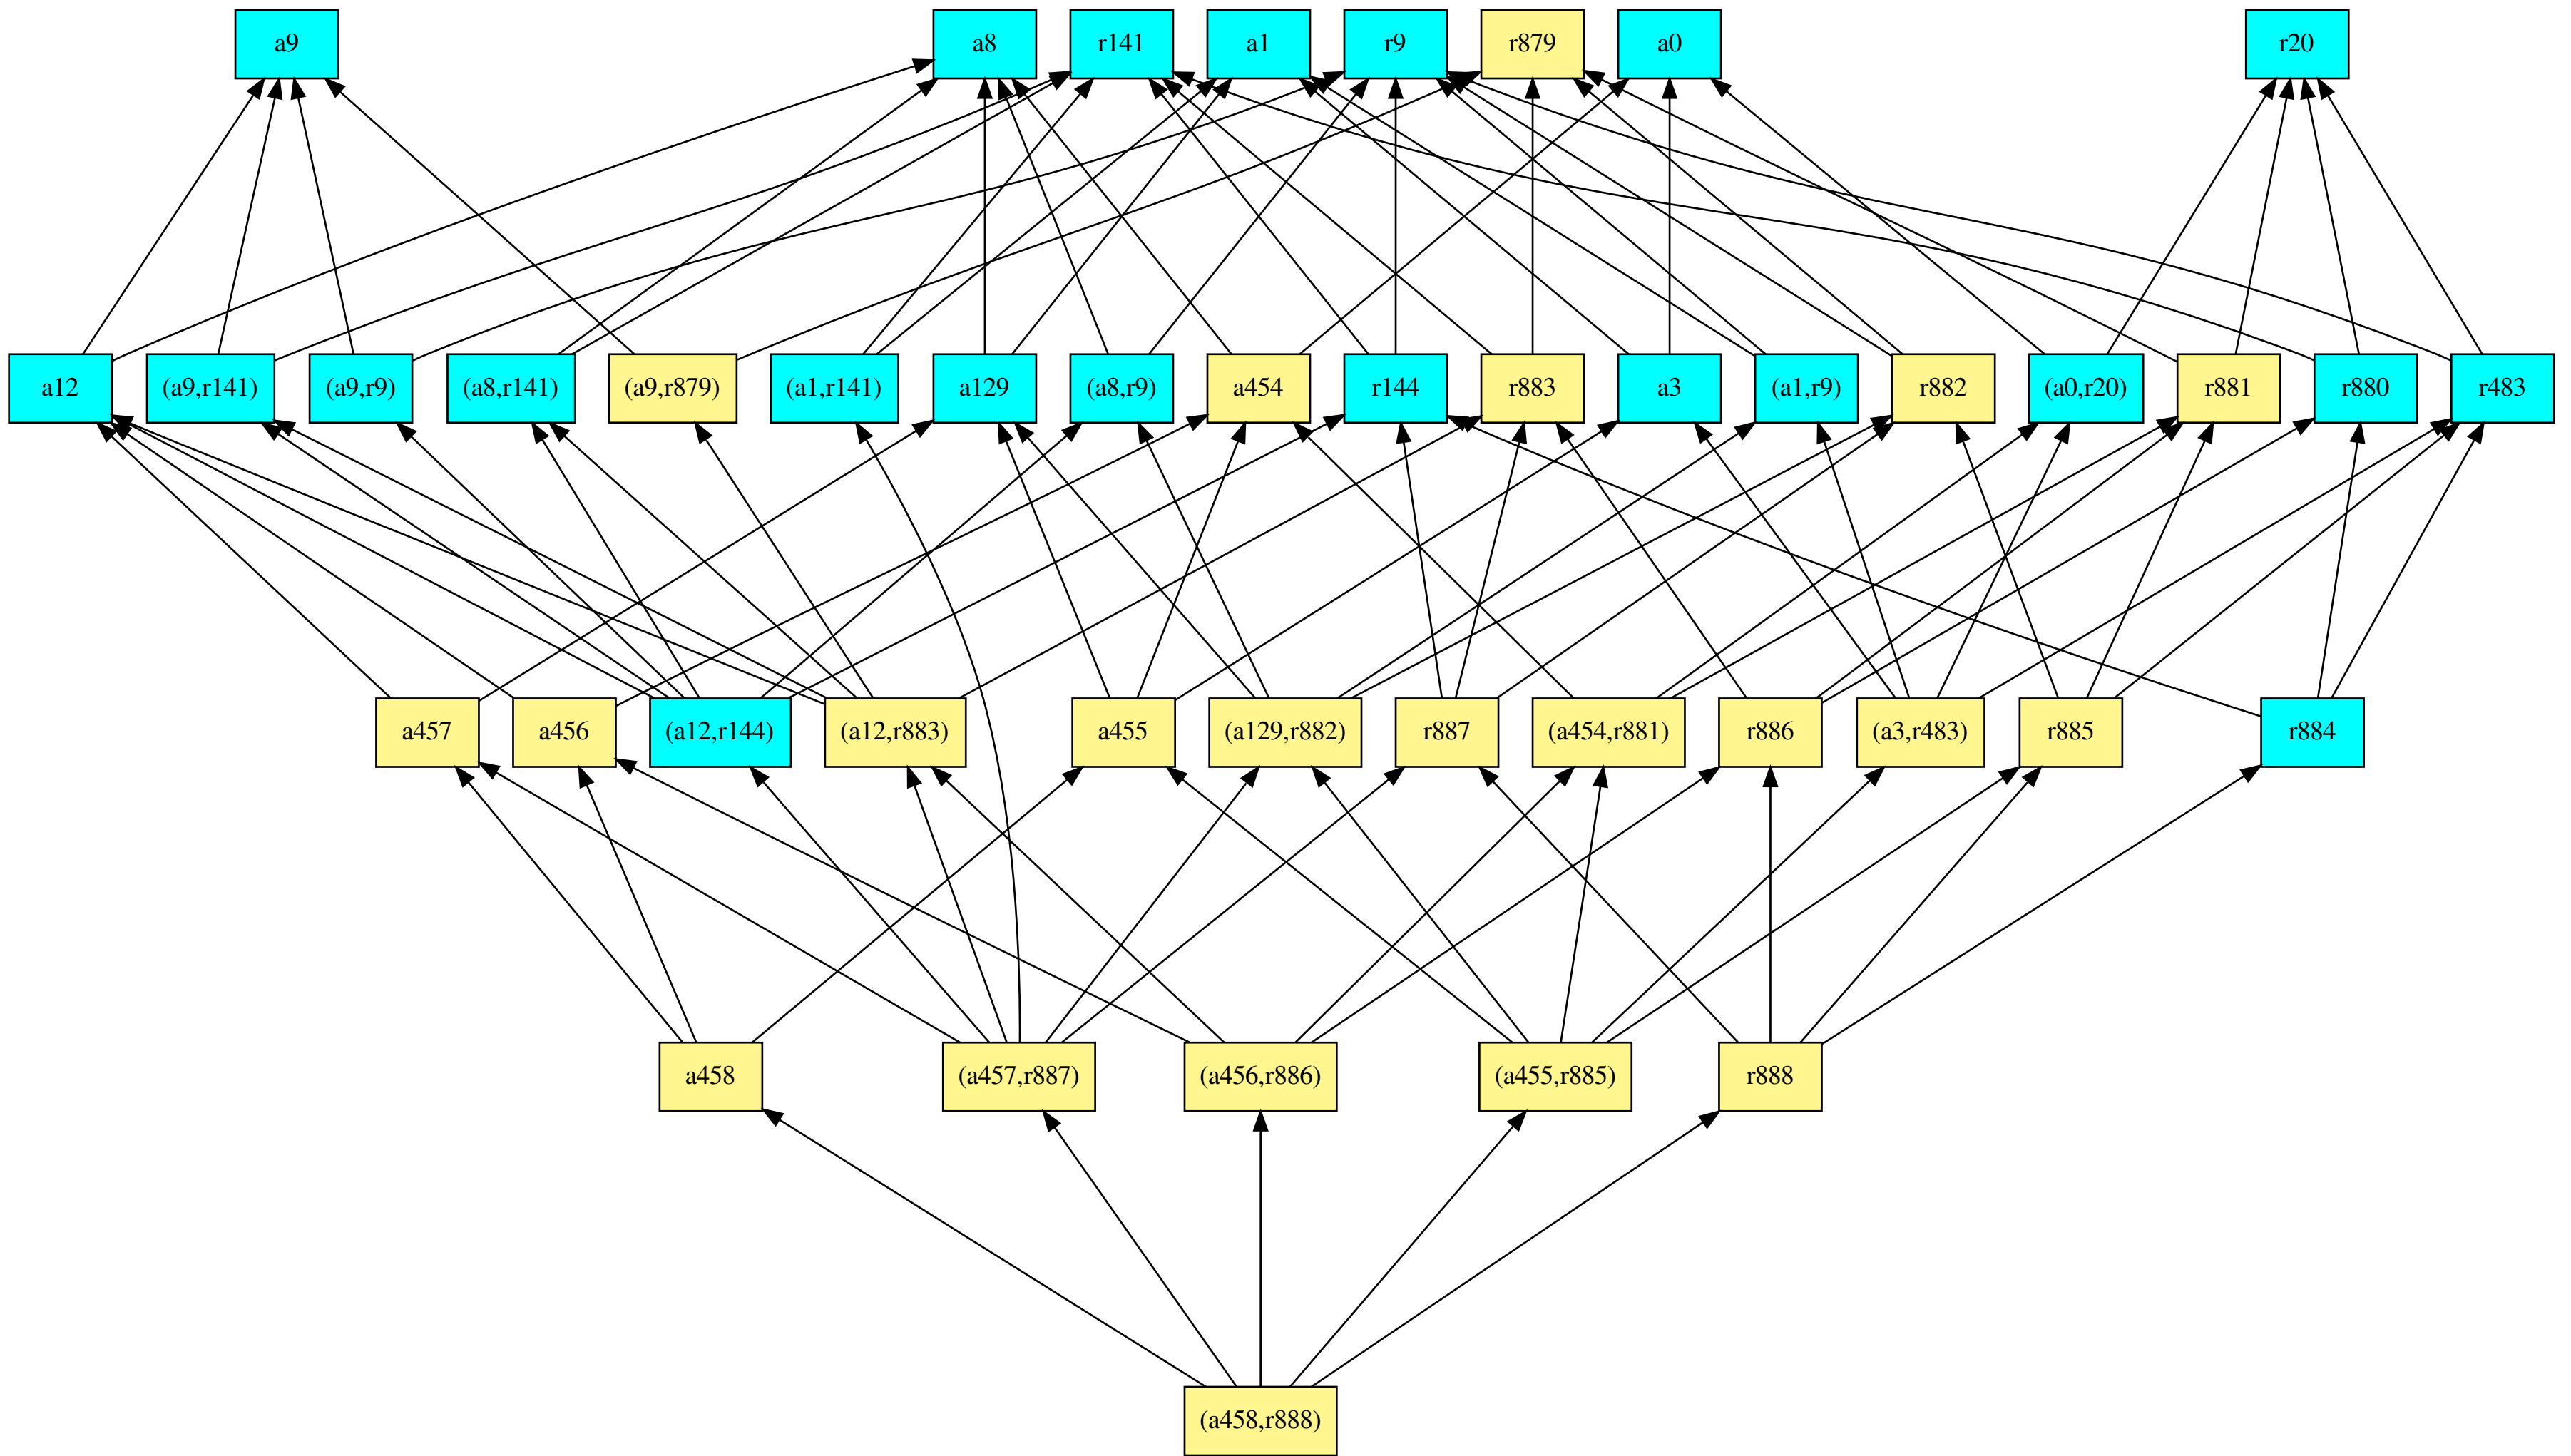 a9
a8
r141
a1
r9
r879
a0
r20
a12
(a9,r141)
(a9,r9)
(a8,r141)
(a9,r879)
(a1,r141)
a129
(a8,r9)
a454
r144
r883
a3
(a1,r9)
r882
(a0,r20)
r881
r880
r483
a457
a456
(a12,r144)
(a12,r883)
a455
(a129,r882)
r887
(a454,r881)
r886
(a3,r483)
r885
r884
a458
(a457,r887)
(a456,r886)
(a455,r885)
r888
(a458,r888)